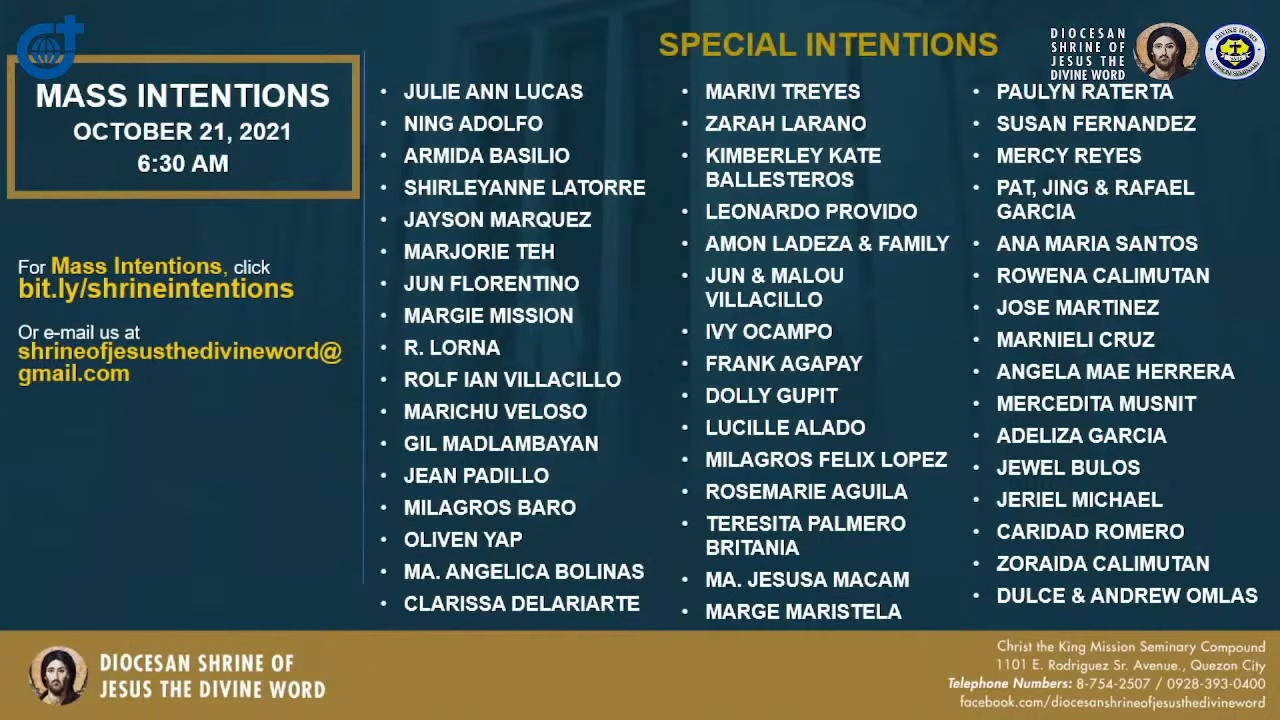 MASS INTENTIONS
OCTOBER 21, 2021
6:30 AM
For Mass Intentions, click
bit.ly/shrineintentions
Or e-mail us at
shrineofjesusthedivineword@
gmail.com
SPECIAL INTENTIONS
• JULIE ANN LUCAS
• NING ADOLFO
• ARMIDA BASILIO
• SHIRLEYANNE LATORRE
• JAYSON MARQUEZ
• MARJORIE TEH
• JUN FLORENTINO
• MARGIE MISSION
• R. LORNA
• ROLF IAN VILLACILLO
• MARICHU VELOSO
• GIL MADLAMBAYAN
• JEAN PADILLO
• MILAGROS BARO
• OLIVEN YAP
• MA. ANGELICA BOLINAS
• CLARISSA DELARIARTE
• MARIVI TREYES
• ZARAH LARANO
• KIMBERLEY KATE
BALLESTEROS
• LEONARDO PROVIDO
• AMON LADEZA & FAMILY
• JUN & MALOU
VILLACILLO
• IVY OCAMPO
• FRANK AGAPAY
• DOLLY GUPIT
• LUCILLE ALADO
• MILAGROS FELIX LOPEZ
• ROSEMARIE AGUILA
• TERESITA PALMERO
BRITANIA
• MA. JESUSA MACAM
• MARGE MARISTELA
DIOCESAN
SHRINE OF
JESUS THE
DIVINE WORD
DIVINE WORD
MISSION SEMINARY
• PAULYN RATERTA
• SUSAN FERNANDEZ
• MERCY REYES
• PAT, JING & RAFAEL
GARCIA
• ANA MARIA SANTOS
• ROWENA CALIMUTAN
• JOSE MARTINEZ
• MARNIELI CRUZ
• ANGELA MAE HERRERA
• MERCEDITA MUSNIT
• ADELIZA GARCIA
• JEWEL BULOS
• JERIEL MICHAEL
• CARIDAD ROMERO
• ZORAIDA CALIMUTAN
• DULCE & ANDREW OMLAS
DIOCESAN SHRINE OF
JESUS THE DIVINE WORD
Christ the King Mission Seminary Compound
1101 E. Rodriguez Sr. Avenue., Quezon City
Telephone Numbers: 8-754-2507 / 0928-393-0400
facebook.com/diocesanshrineofjesusthedivineword